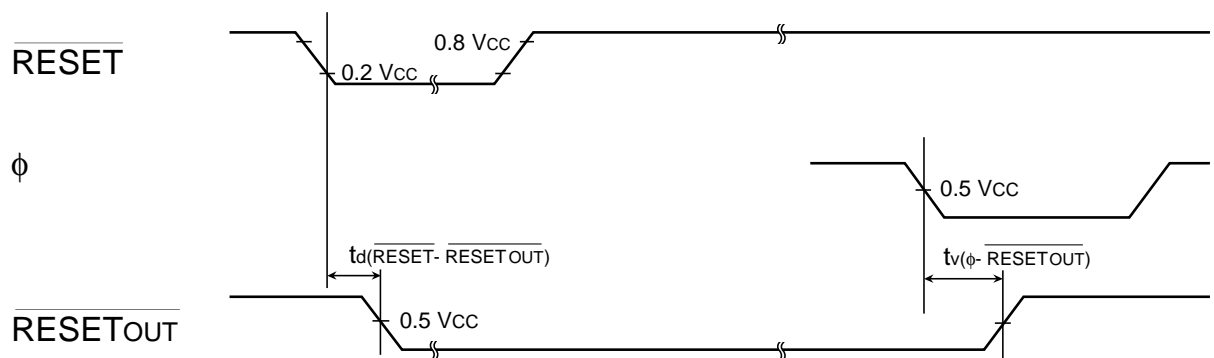 RESET
0.8 VCC
0.2 VCC
ϕ
0.5 VCC
td(RESET- RESETOUT)
tv(ϕ- RESETOUT)
RESETOUT
0.5 VCC